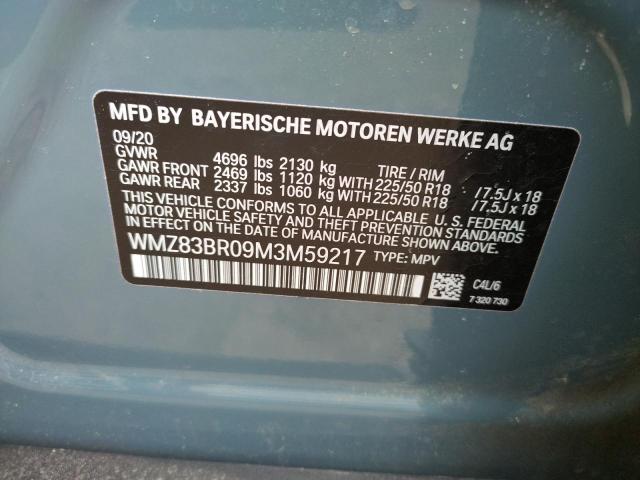 MFD BY BAYERISCHE MOTOREN WERKE AG
09/20
GVWR 4696 lbs 2130 kg TIRE / RIM
GAWR FRONT 2469 lbs 1120 kg WITH 225/50 R18 /7.5J x 18
GAWR REAR 2337 lbs 1060 kg WITH 225/50 R18 /7.5J x 18
THIS VEHICLE CONFORMS TO ALL APPLICABLE U. S. FEDERAL
MOTOR VEHICLE SAFETY AND THEFT PREVENTION STANDARDS
IN EFFECT ON THE DATE OF MANUFACTURE SHOWN ABOVE.
WMZ83BR09M3M59217 TYPE: MPV
C4L/6
7 320 730